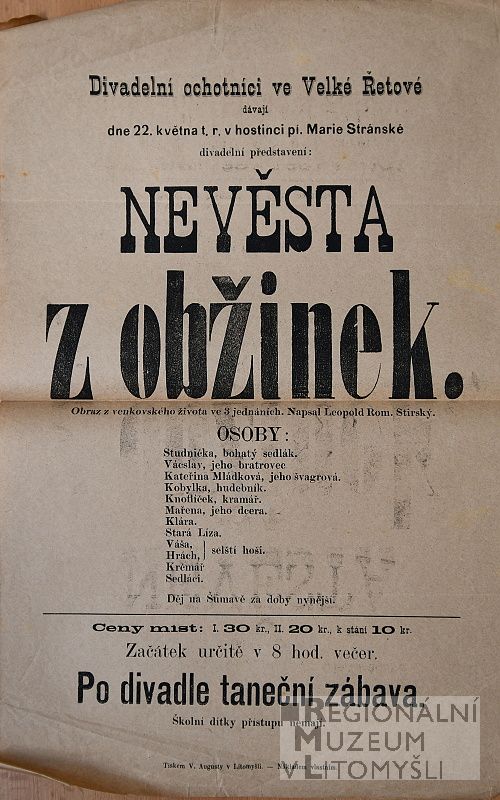 Divadelní ochotníci ve Velké Řetové
dávají
dne 22. května t. r. v hostinci pí. Marie Stránské
divadelní představení:
NEVĚSTA
z obžinek.
Obraz z venkovského života ve 3 jednáních. Napsal Leopold Rom. Stirský.
OSOBY:
Studnička, bohatý sedlák.
Václav, jeho bratrovec
Kateřina Mládková, jeho švagrová.
Kobylka, hudebník.
Knoflíček, kramář.
Mařena, jeho dcera.
Klára.
Stará Líza.
Váša,
Hrách, selští hoši.
Krčmář
Sedláci.
Děj na Šumavě za doby nynější.
Ceny míst: I. 30 kr., II. 20 kr., k stání 10 kr.
Začátek určitě v 8 hod. večer.
Po divadle taneční zábava,
Školní dítky přístupu nemají.
Tiskem V. Augusty v Litomyšli. — Nákladem vlastním.
REGIONÁLNÍ
MUZEUM
V LITOMYŠLI